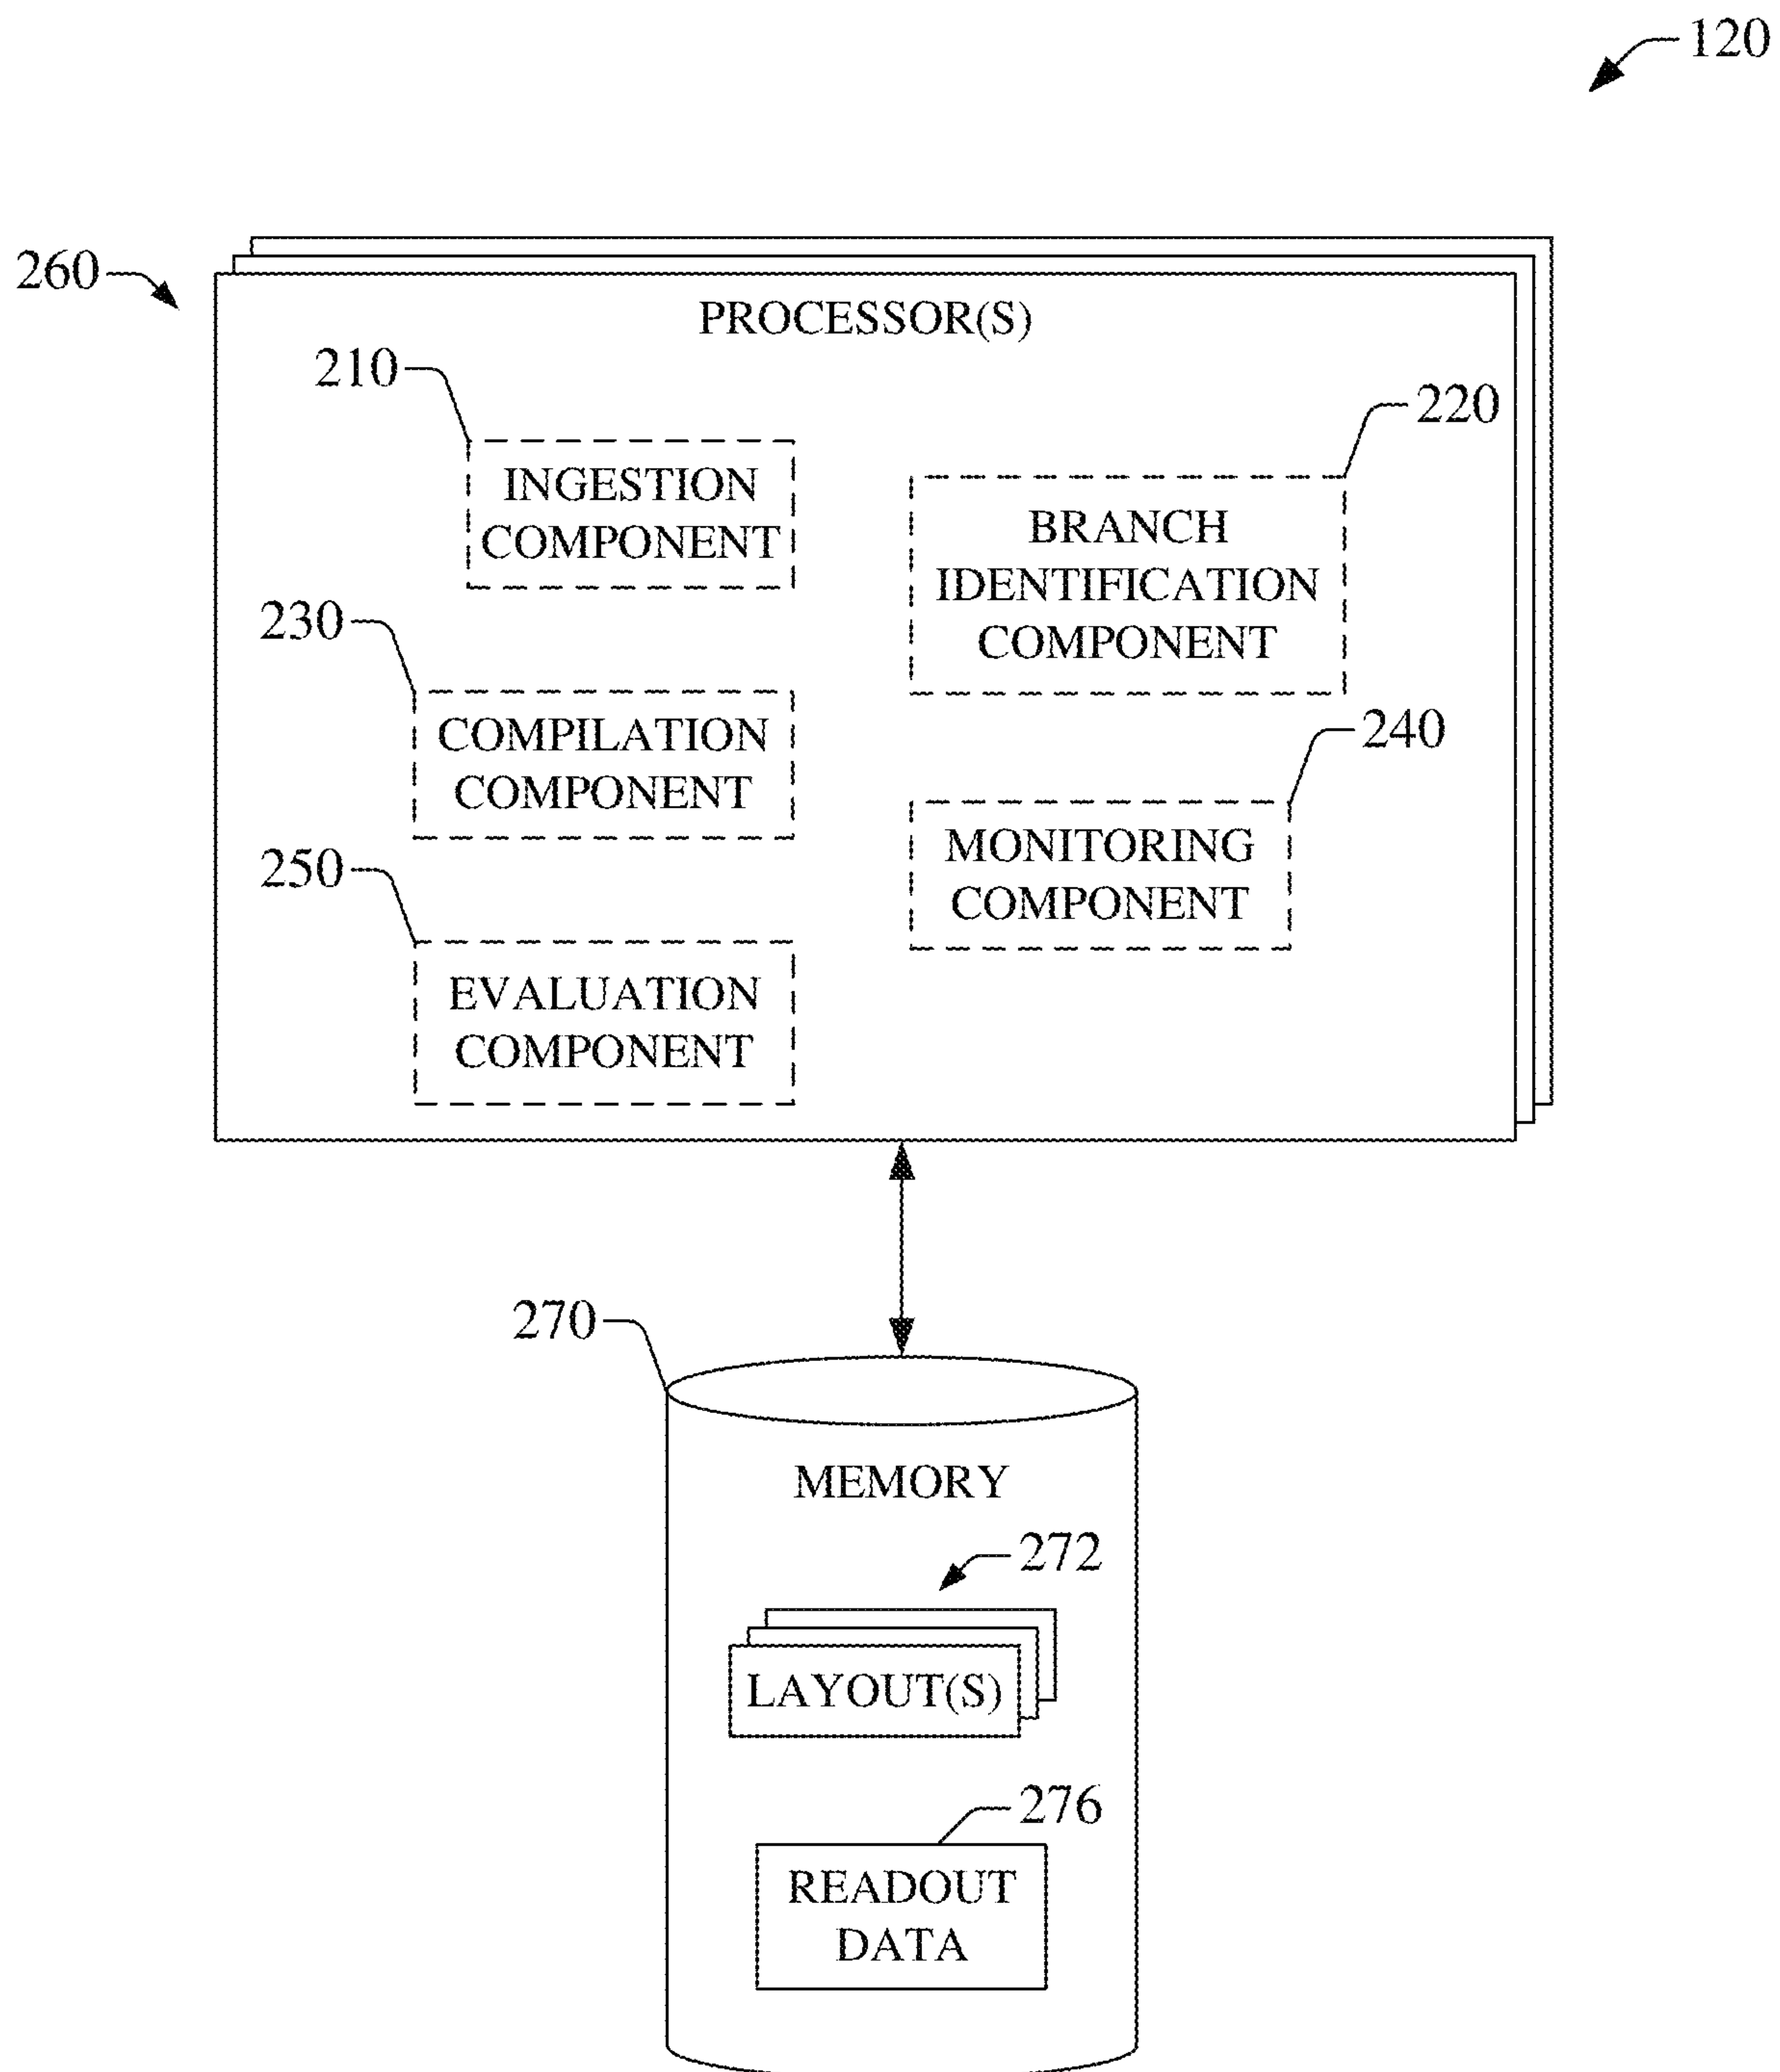 120
260
PROCESSOR(S)
210
220
INGESTION
COMPONENT
BRANCH
IDENTIFICATION
COMPONENT
230
COMPILATION
COMPONENT
240
MONITORING
COMPONENT
250
EVALUATION
COMPONENT
270
MEMORY
272
LAYOUT(S)
276
READOUT
DATA